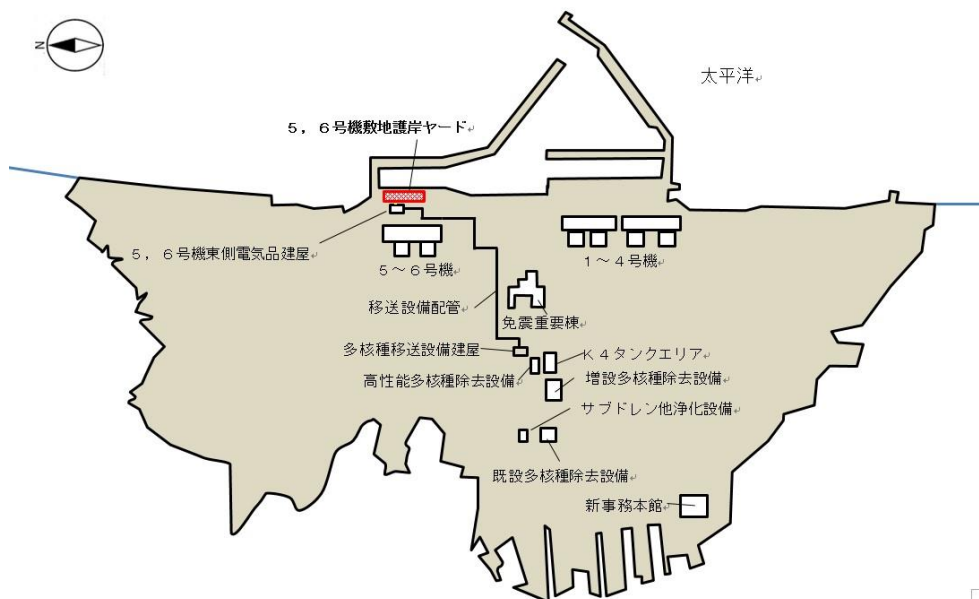 N
太平洋
5，6号機敷地護岸ヤード
5，6号機東側電気品建屋
5～6号機
1～4号機
移送設備配管
免震重要棟
多核種移送設備建屋
K4タンクエリア
高性能多核種除去設備
増設多核種除去設備
サブドレン他浄化設備
既設多核種除去設備
新事務本館